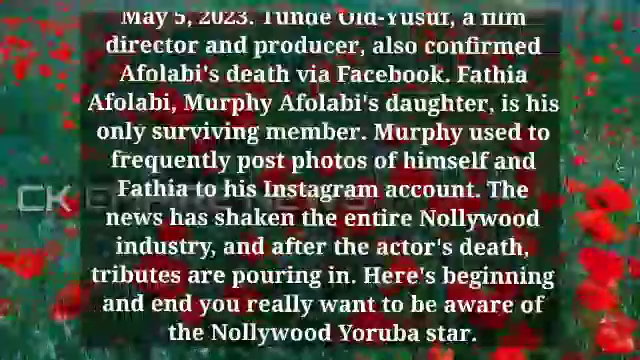 May 5, 2023. Tunde Old-Yusuf, a film
director and producer, also confirmed
Afolabi's death via Facebook. Fathia
Afolabi, Murphy Afolabi's daughter, is his
only surviving member. Murphy used to
frequently post photos of himself and
Fathia to his Instagram account. The
news has shaken the entire Nollywood
industry, and after the actor's death,
tributes are pouring in. Here's beginning
and end you really want to be aware of
the Nollywood Yoruba star.
CK